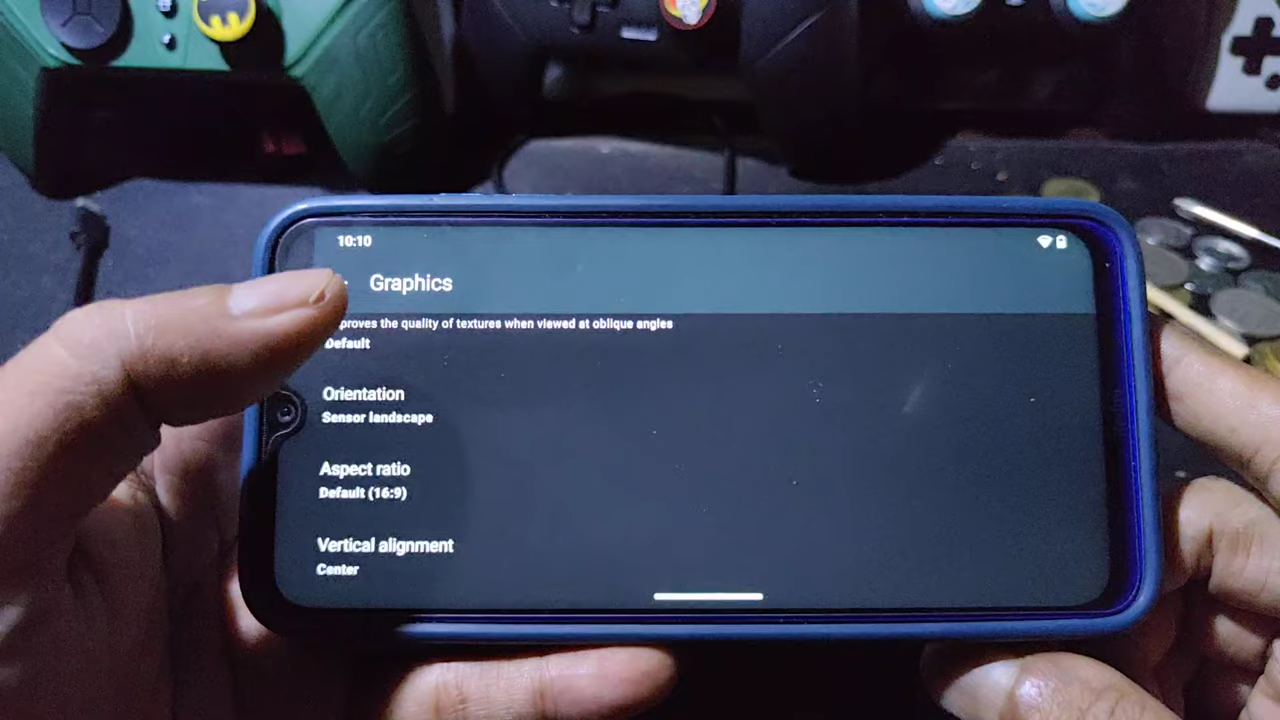 10:10
Graphics
proves the quality of textures when viewed at oblique angles
Default
Orientation
Sensor landscape
Aspect ratio
Default (16:9)
Vertical alignment
Center